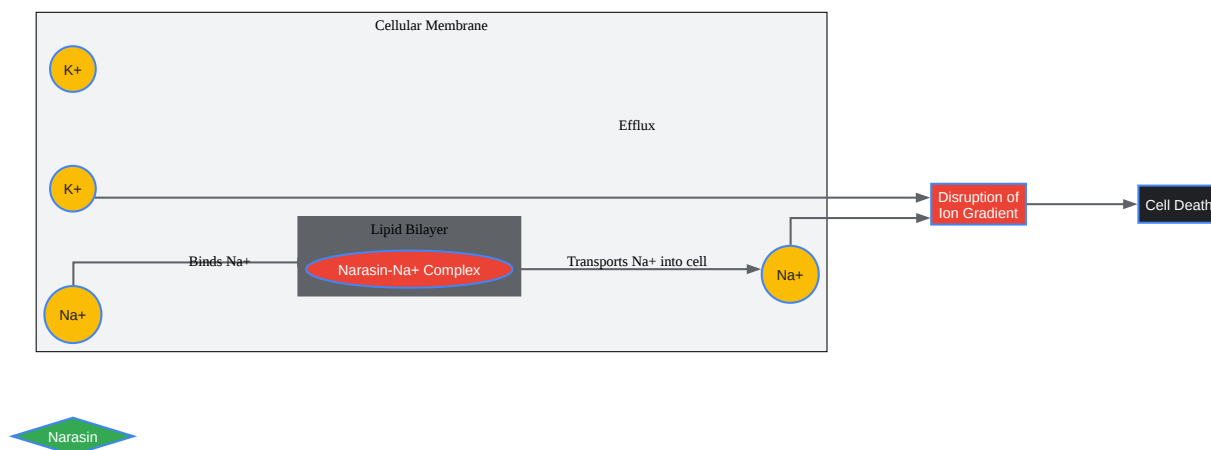 Cellular Membrane
K+
Efflux
K+
Disruption of
Ion Gradient
Cell Death
Lipid Bilayer
Binds Na+
Narasin-Na+ Complex
Transports Na+ into cell
Na+
Na+
Narasin